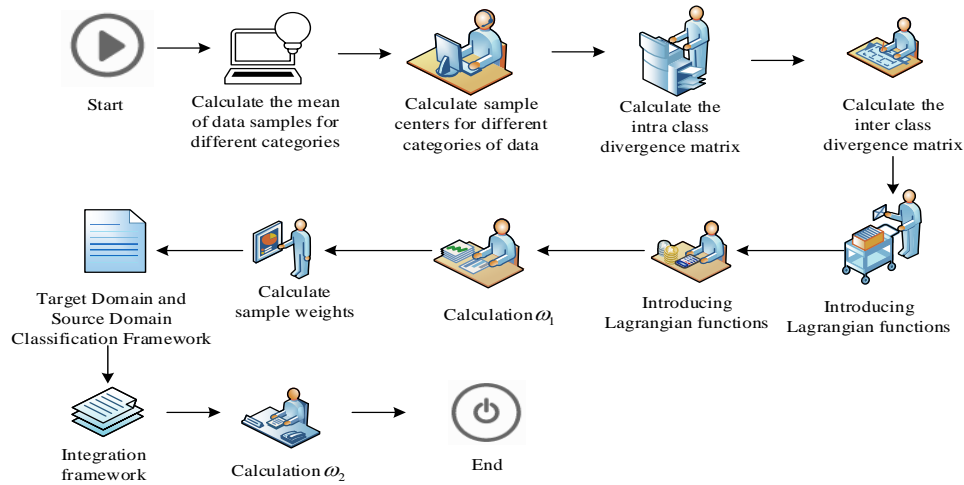 Start
Calculate the mean
of data samples for
different categories
Calculate sample
centers for different
categories of data
Calculate the
intra class
divergence matrix
Calculate the
inter class
divergence matrix
Introducing
Lagrangian functions
Introducing
Lagrangian functions
Calculation ω₁
Calculate
sample weights
Target Domain and
Source Domain
Classification Framework
Integration
framework
Calculation ω₂
End